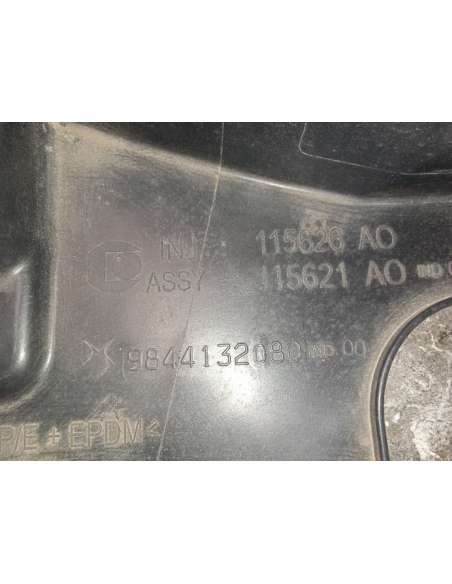 INJ 115626 AO
ASSY 115621 AO IND
9844132080 IND.00
P/E + EPDM<